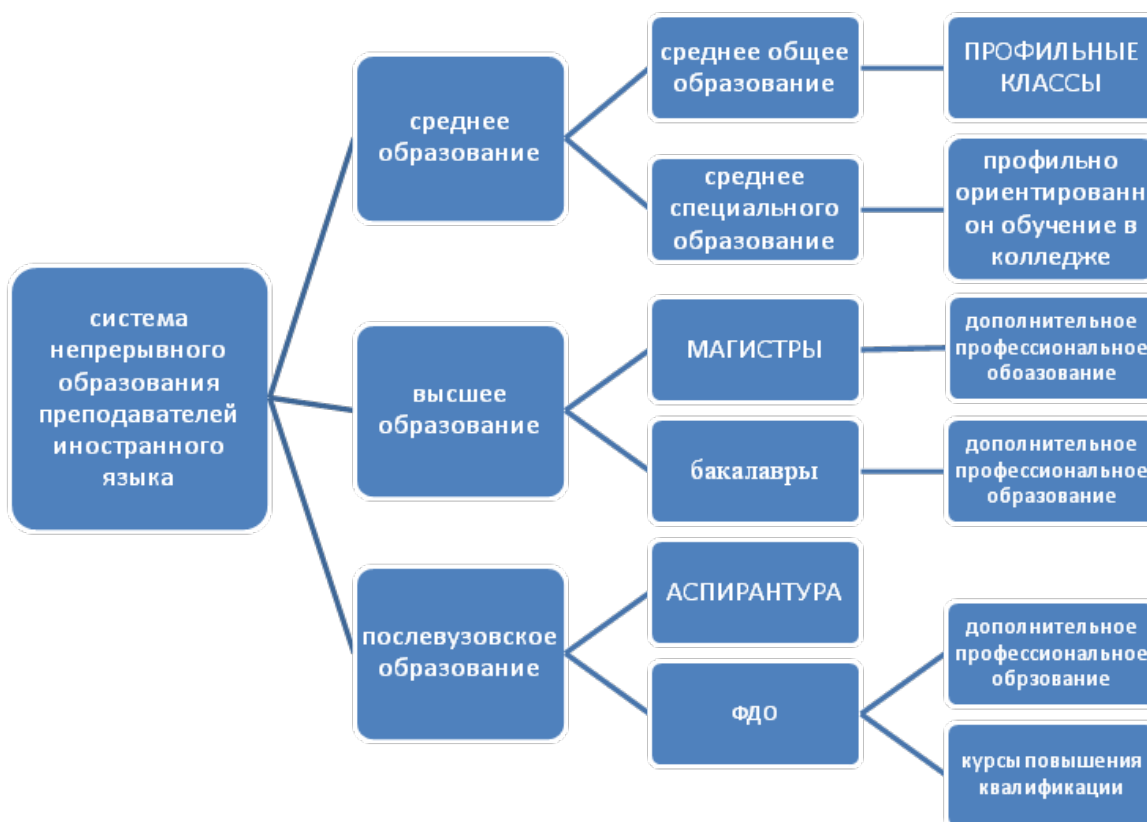 система
непрерывного
образования
преподавателей
иностранного
языка
среднее
образование
среднее общее
образование
ПРОФИЛЬНЫЕ
КЛАССЫ
среднее
специального
образование
профильно
ориентированн
он обучение в
колледже
высшее
образование
МАГИСТРЫ
дополнительное
профессиональное
обоазование
бакалавры
дополнительное
профессиональное
образование
послевузовское
образование
АСПИРАНТУРА
ФДО
дополнительное
профессиональное
обрзование
курсы повышения
квалификации